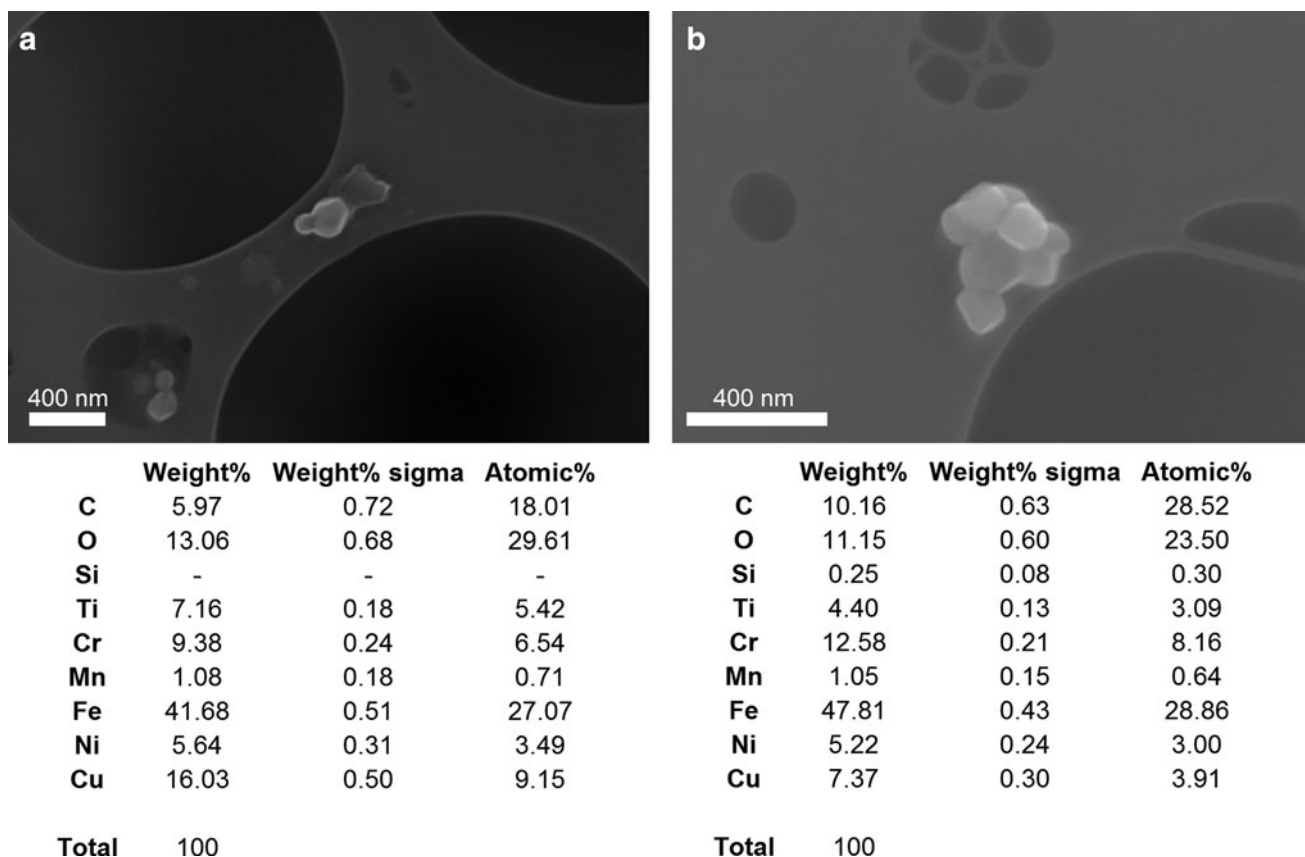 a
400 nm
b
400 nm
Weight% Weight% sigma Atomic%
C 5.97 0.72 18.01
O 13.06 0.68 29.61
Si - - -
Ti 7.16 0.18 5.42
Cr 9.38 0.24 6.54
Mn 1.08 0.18 0.71
Fe 41.68 0.51 27.07
Ni 5.64 0.31 3.49
Cu 16.03 0.50 9.15
Total 100
Weight% Weight% sigma Atomic%
C 10.16 0.63 28.52
O 11.15 0.60 23.50
Si 0.25 0.08 0.30
Ti 4.40 0.13 3.09
Cr 12.58 0.21 8.16
Mn 1.05 0.15 0.64
Fe 47.81 0.43 28.86
Ni 5.22 0.24 3.00
Cu 7.37 0.30 3.91
Total 100